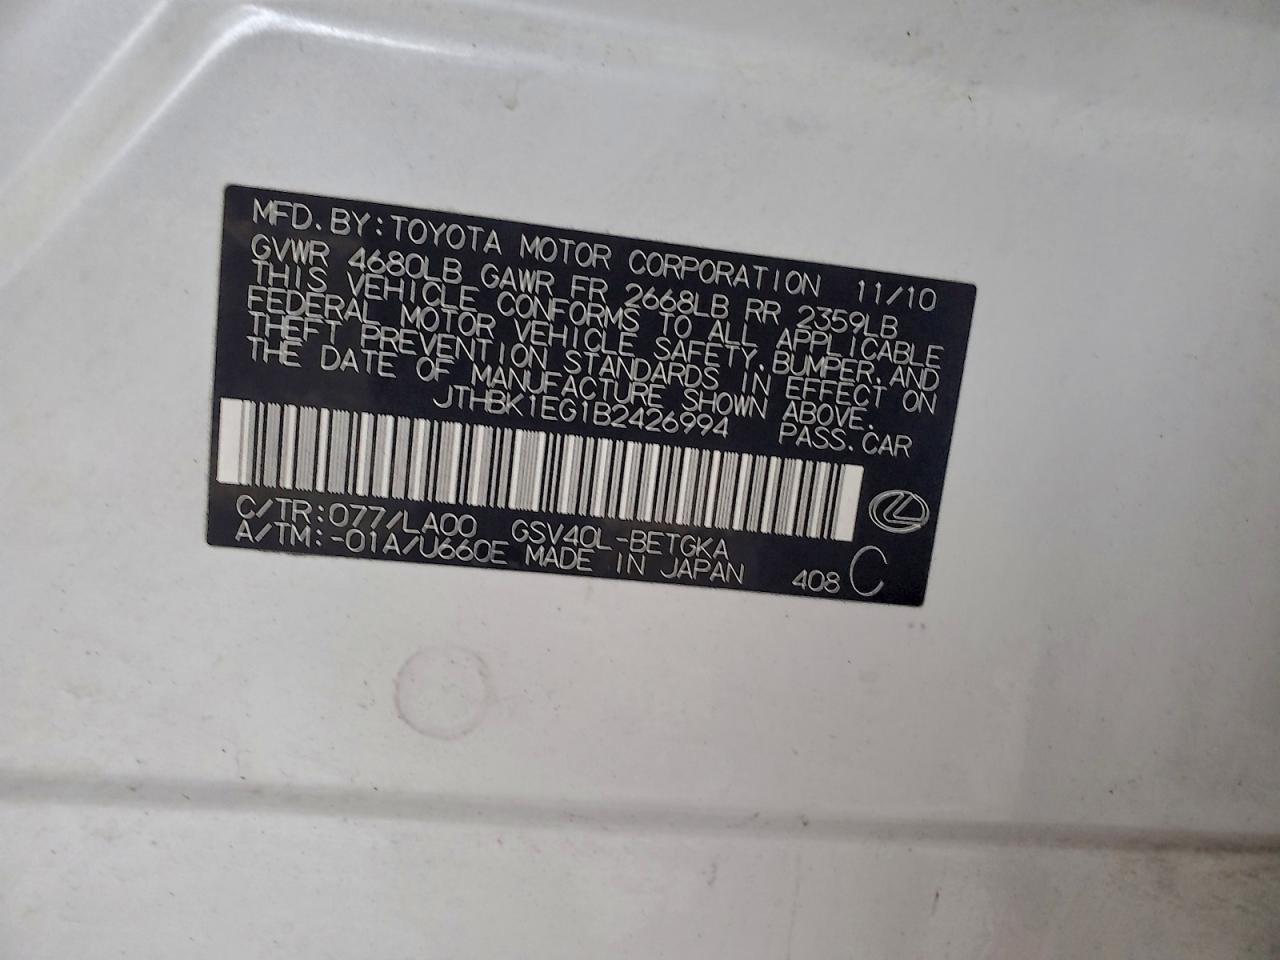 MFD. BY: TOYOTA MOTOR CORPORATION 11/10
GVWR 4680LB GAWR FR 2668LB RR 2359LB
THIS VEHICLE CONFORMS TO ALL APPLICABLE
FEDERAL MOTOR VEHICLE SAFETY, BUMPER, AND
THEFT PREVENTION STANDARDS IN EFFECT ON
THE DATE OF MANUFACTURE SHOWN ABOVE.
JTHBK1EG1B2426994 PASS. CAR
C/TR: 077/LA00 GSV40L-BETGKA
A/TM: -01A/U660E MADE IN JAPAN 408 C